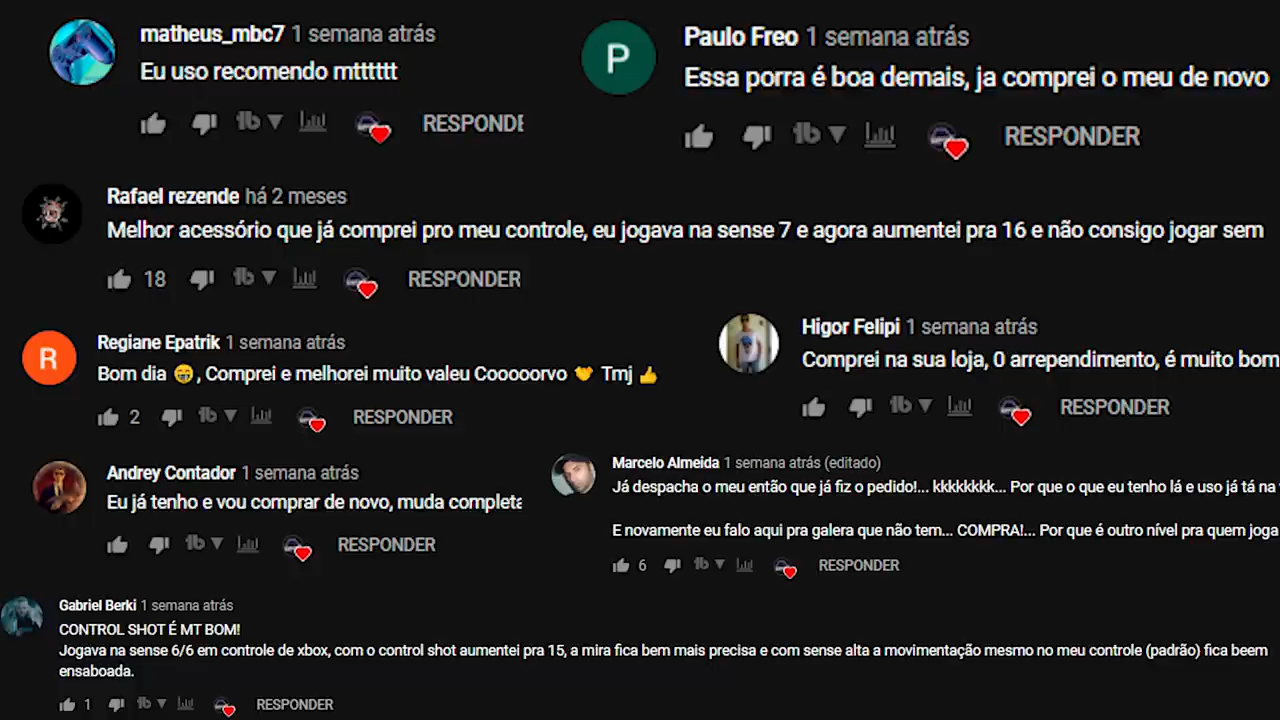 matheus_mbc7 1 semana atrás
Eu uso recomendo mtttttt
RESPONDE
Paulo Freo 1 semana atrás
P
Essa porra é boa demais, ja comprei o meu de novo
RESPONDER
Rafael rezende há 2 meses
Melhor acessório que já comprei pro meu controle, eu jogava na sense 7 e agora aumentei pra 16 e não consigo jogar sem
18 RESPONDER
Regiane Epatrik 1 semana atrás
R
Bom dia 😁, Comprei e melhorei muito valeu Cooooorvo 🤝 Tmj 👍
2 RESPONDER
Higor Felipi 1 semana atrás
Comprei na sua loja, 0 arrependimento, é muito bom
RESPONDER
Andrey Contador 1 semana atrás
Eu já tenho e vou comprar de novo, muda completa
RESPONDER
Marcelo Almeida 1 semana atrás (editado)
Já despacha o meu então que já fiz o pedido!... kkkkkkkk... Por que o que eu tenho lá e uso já tá na
E novamente eu falo aqui pra galera que não tem... COMPRA!... Por que é outro nível pra quem joga
6 RESPONDER
Gabriel Berki 1 semana atrás
CONTROL SHOT É MT BOM!
Jogava na sense 6/6 em controle de xbox, com o control shot aumentei pra 15, a mira fica bem mais precisa e com sense alta a movimentação mesmo no meu controle (padrão) fica beem
ensaboada.
1 RESPONDER